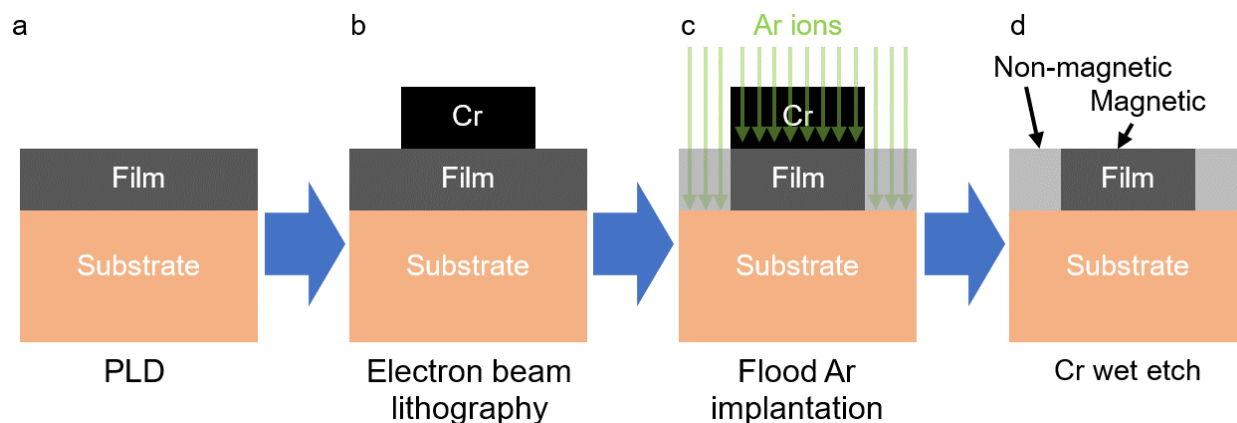 a
b
Ar ions
c
d
Non-magnetic
Magnetic
Cr
Cr
Film
Film
Film
Film
Substrate
Substrate
Substrate
Substrate
PLD
Electron beam
lithography
Flood Ar
implantation
Cr wet etch